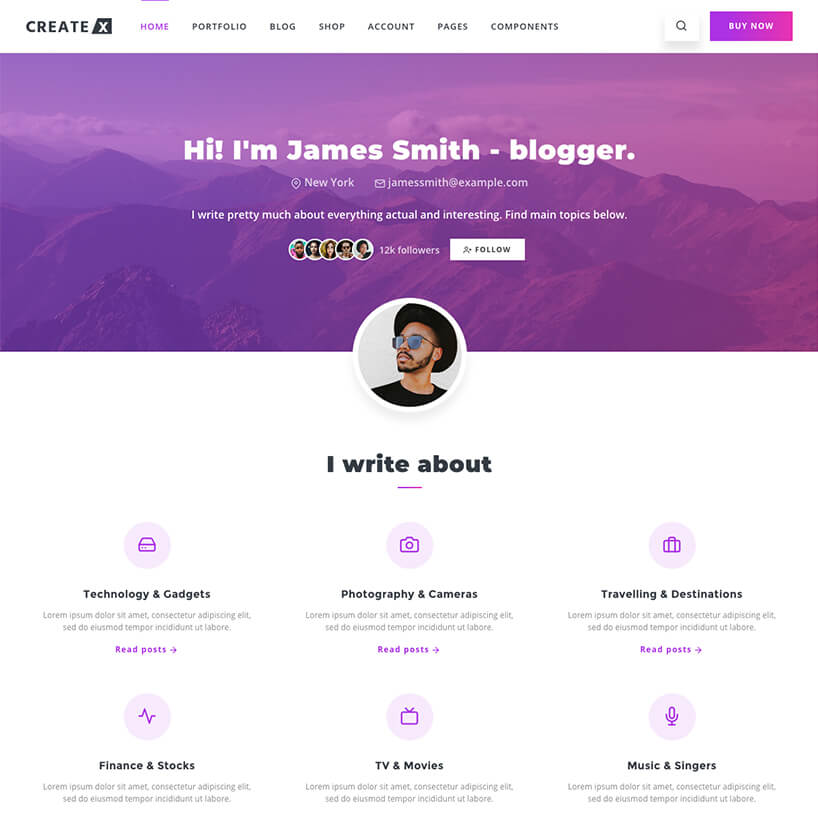 CREATE X
HOME PORTFOLIO BLOG SHOP ACCOUNT PAGES COMPONENTS
BUY NOW
Hi! I'm James Smith - blogger.
New York jamessmith@example.com
I write pretty much about everything actual and interesting. Find main topics below.
12k followers FOLLOW
I write about
Technology & Gadgets
Lorem ipsum dolor sit amet, consectetur adipiscing elit,
sed do eiusmod tempor incididunt ut labore.
Read posts →
Photography & Cameras
Lorem ipsum dolor sit amet, consectetur adipiscing elit,
sed do eiusmod tempor incididunt ut labore.
Read posts →
Travelling & Destinations
Lorem ipsum dolor sit amet, consectetur adipiscing elit,
sed do eiusmod tempor incididunt ut labore.
Read posts →
Finance & Stocks
Lorem ipsum dolor sit amet, consectetur adipiscing elit,
sed do eiusmod tempor incididunt ut labore.
TV & Movies
Lorem ipsum dolor sit amet, consectetur adipiscing elit,
sed do eiusmod tempor incididunt ut labore.
Music & Singers
Lorem ipsum dolor sit amet, consectetur adipiscing elit,
sed do eiusmod tempor incididunt ut labore.